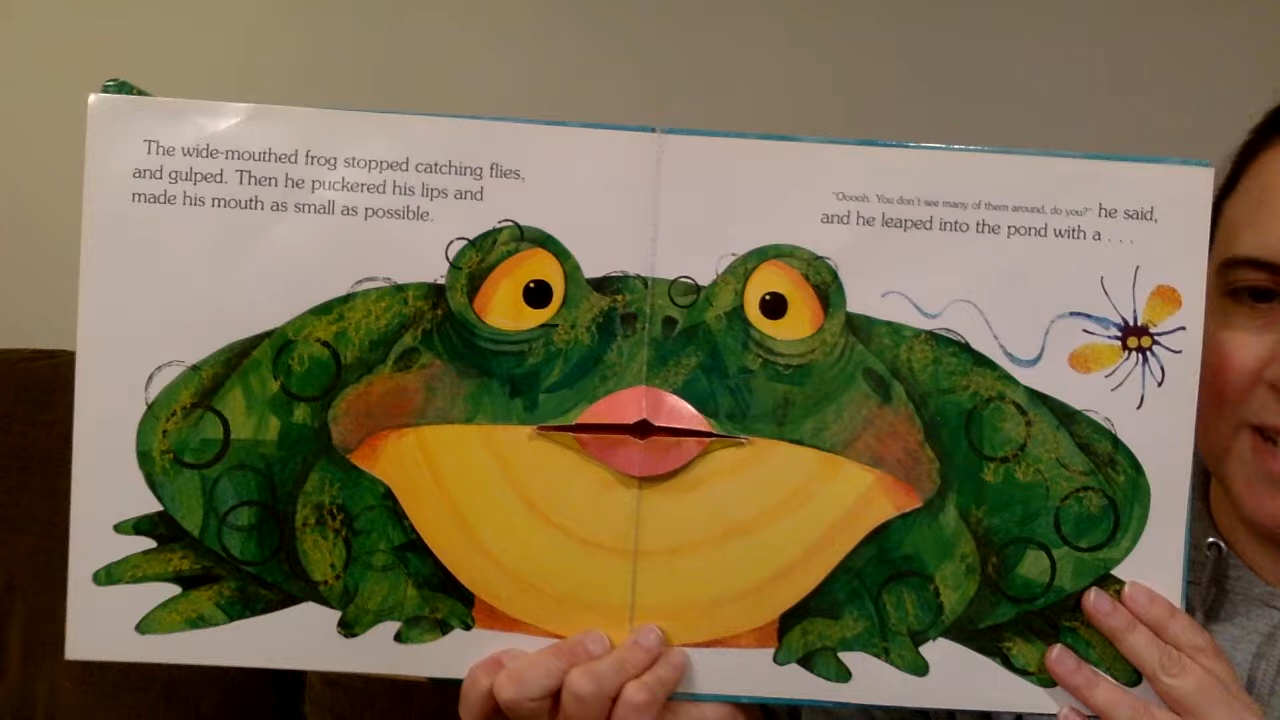 The wide-mouthed frog stopped catching flies,
and gulped. Then he puckered his lips and
made his mouth as small as possible.
"Ooooh. You don't see many of them around, do you?" he said,
and he leaped into the pond with a . . .